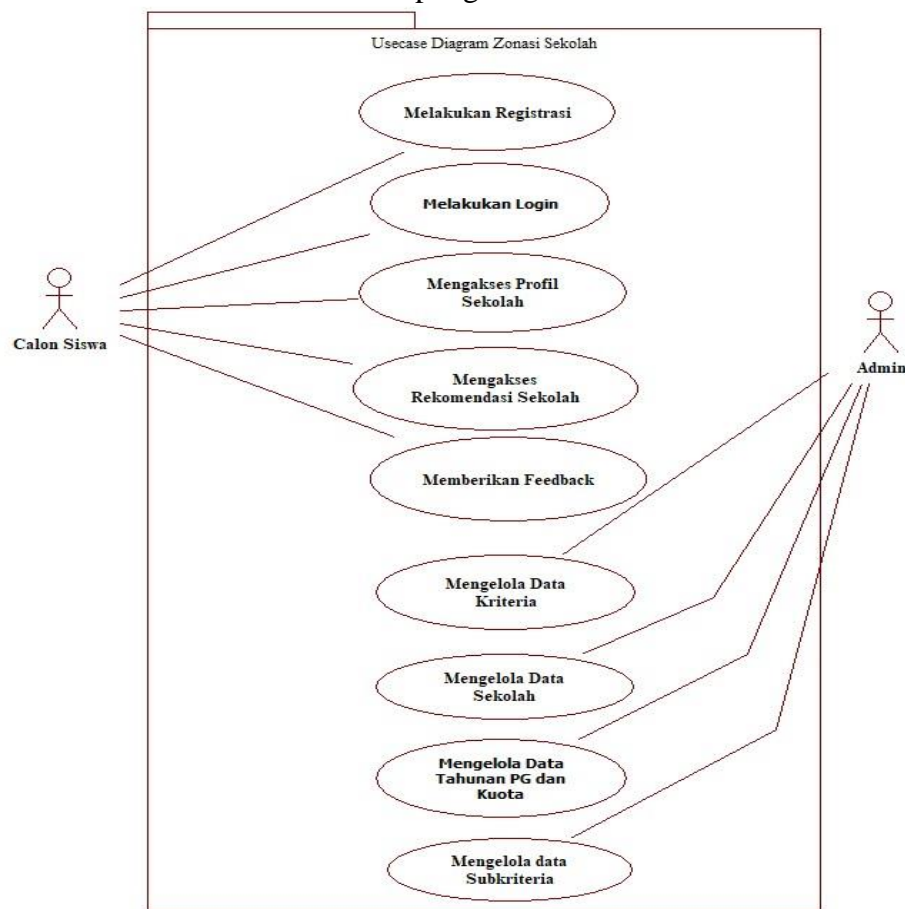 Usecase Diagram Zonasi Sekolah
Melakukan Registrasi
Melakukan Login
Mengakses Profil
Sekolah
Calon Siswa
Admin
Mengakses
Rekomendasi Sekolah
Memberikan Feedback
Mengelola Data
Kriteria
Mengelola Data
Sekolah
Mengelola Data
Tahunan PG dan
Kuota
Mengelola data
Subkriteria